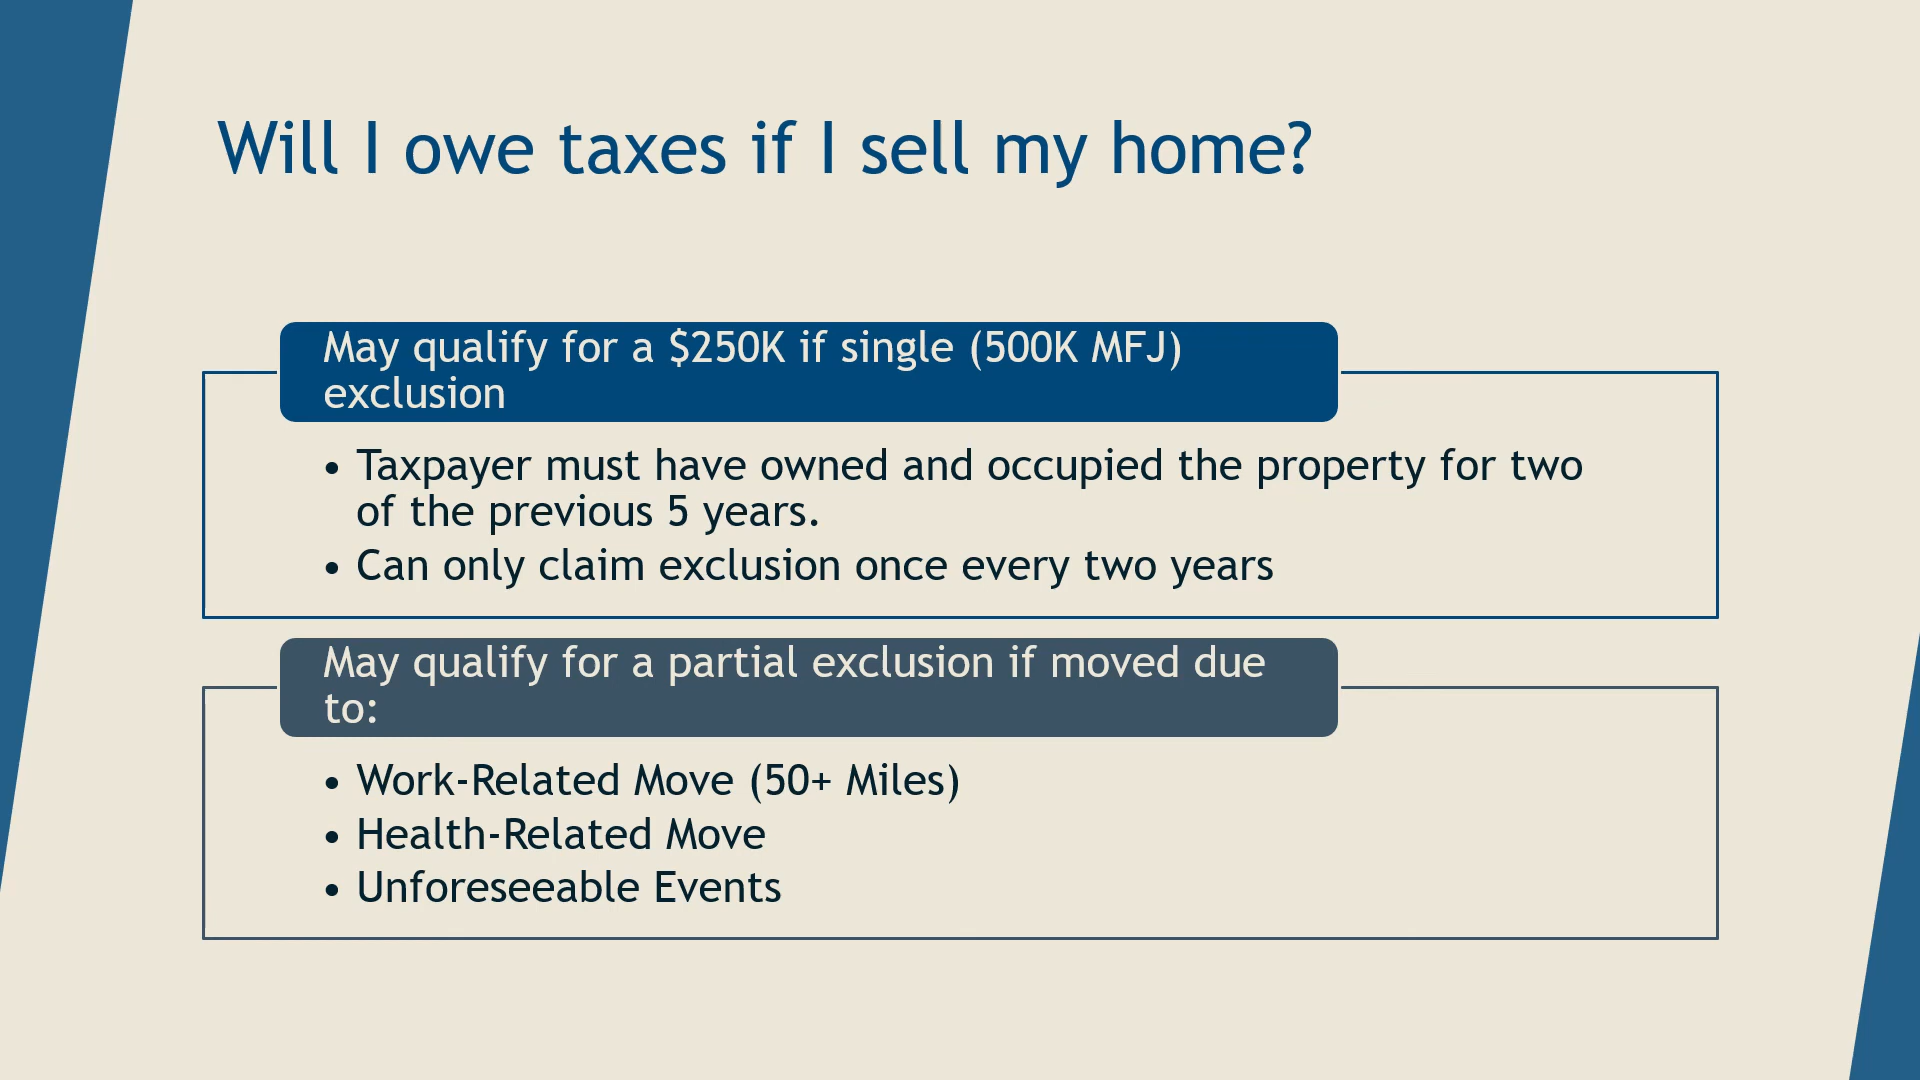 Will I owe taxes if I sell my home?
May qualify for a $250K if single (500K MFJ)
exclusion
• Taxpayer must have owned and occupied the property for two
of the previous 5 years.
• Can only claim exclusion once every two years
May qualify for a partial exclusion if moved due
to:
• Work-Related Move (50+ Miles)
• Health-Related Move
• Unforeseeable Events